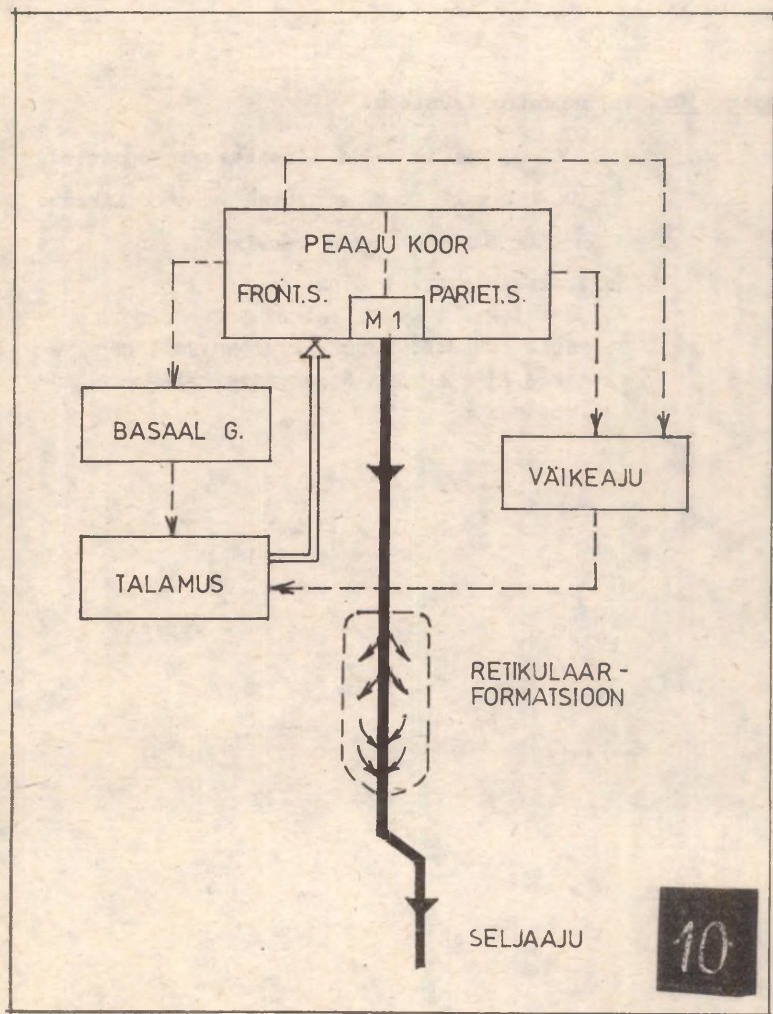 PEAAJU KOOR
FRONT.S.
PARIET.S.
M 1
BASAAL G.
VÄIKEAJU
TALAMUS
RETIKULAAR-
FORMATSIOON
SELJAAJU
10